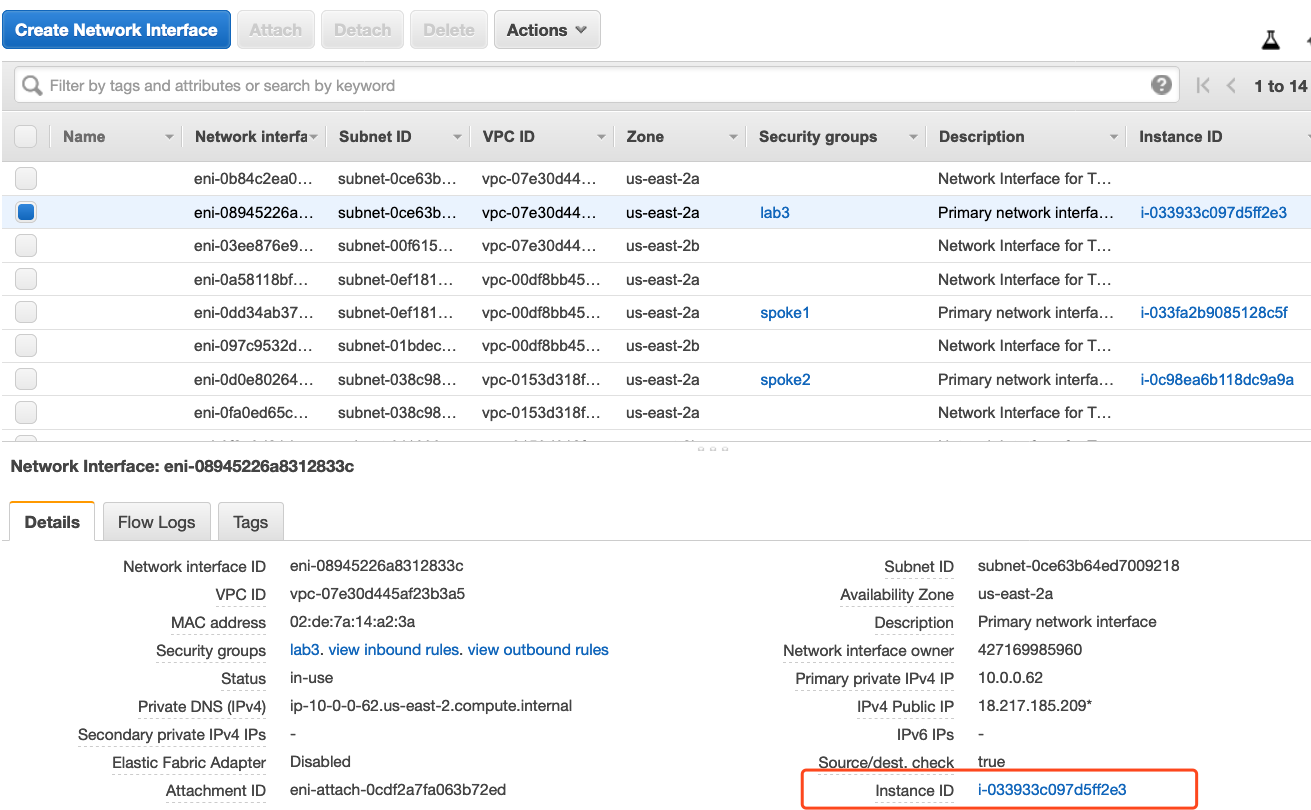 Create Network Interface Attach Detach Delete Actions
Filter by tags and attributes or search by keyword ? 1 to 14
Name Network interfa Subnet ID VPC ID Zone Security groups Description Instance ID
eni-0b84c2ea0… subnet-0ce63b… vpc-07e30d44… us-east-2a Network Interface for T…
eni-08945226a… subnet-0ce63b… vpc-07e30d44… us-east-2a lab3 Primary network interfa… i-033933c097d5ff2e3
eni-03ee876e9… subnet-00f615… vpc-07e30d44… us-east-2b Network Interface for T…
eni-0a58118bf… subnet-0ef181… vpc-00df8bb45… us-east-2a Network Interface for T…
eni-0dd34ab37… subnet-0ef181… vpc-00df8bb45… us-east-2a spoke1 Primary network interfa… i-033fa2b9085128c5f
eni-097c9532d… subnet-01bdec… vpc-00df8bb45… us-east-2b Network Interface for T…
eni-0d0e80264… subnet-038c98… vpc-0153d318f… us-east-2a spoke2 Primary network interfa… i-0c98ea6b118dc9a9a
eni-0fa0ed65c… subnet-038c98… vpc-0153d318f… us-east-2a Network Interface for T…
Network Interface: eni-08945226a8312833c
Details Flow Logs Tags
Network interface ID eni-08945226a8312833c Subnet ID subnet-0ce63b64ed7009218
VPC ID vpc-07e30d445af23b3a5 Availability Zone us-east-2a
MAC address 02:de:7a:14:a2:3a Description Primary network interface
Security groups lab3. view inbound rules. view outbound rules Network interface owner 427169985960
Status in-use Primary private IPv4 IP 10.0.0.62
Private DNS (IPv4) ip-10-0-0-62.us-east-2.compute.internal IPv4 Public IP 18.217.185.209*
Secondary private IPv4 IPs - IPv6 IPs -
Elastic Fabric Adapter Disabled Source/dest. check true
Attachment ID eni-attach-0cdf2a7fa063b72ed Instance ID i-033933c097d5ff2e3